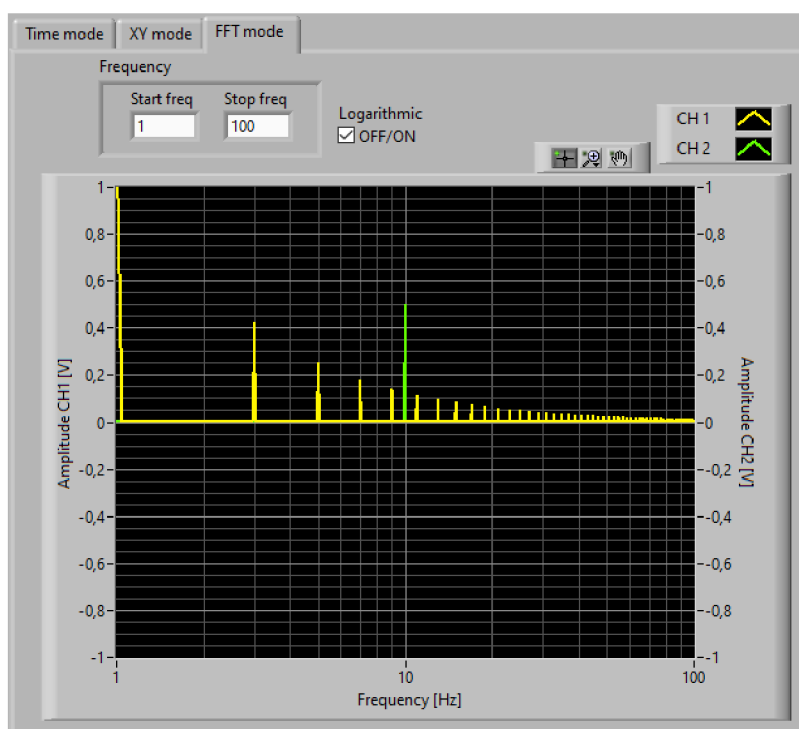 Time mode XY mode FFT mode
Frequency
Start freq Stop freq
1 100
Logarithmic
OFF/ON
CH 1
CH 2
1 1
0,8 0,8
0,6 0,6
0,4 0,4
0,2 0,2
0 0
-0,2 -0,2
-0,4 -0,4
-0,6 -0,6
-0,8 -0,8
-1 -1
Amplitude CH1 [V]
Amplitude CH2 [V]
1 10 100
Frequency [Hz]